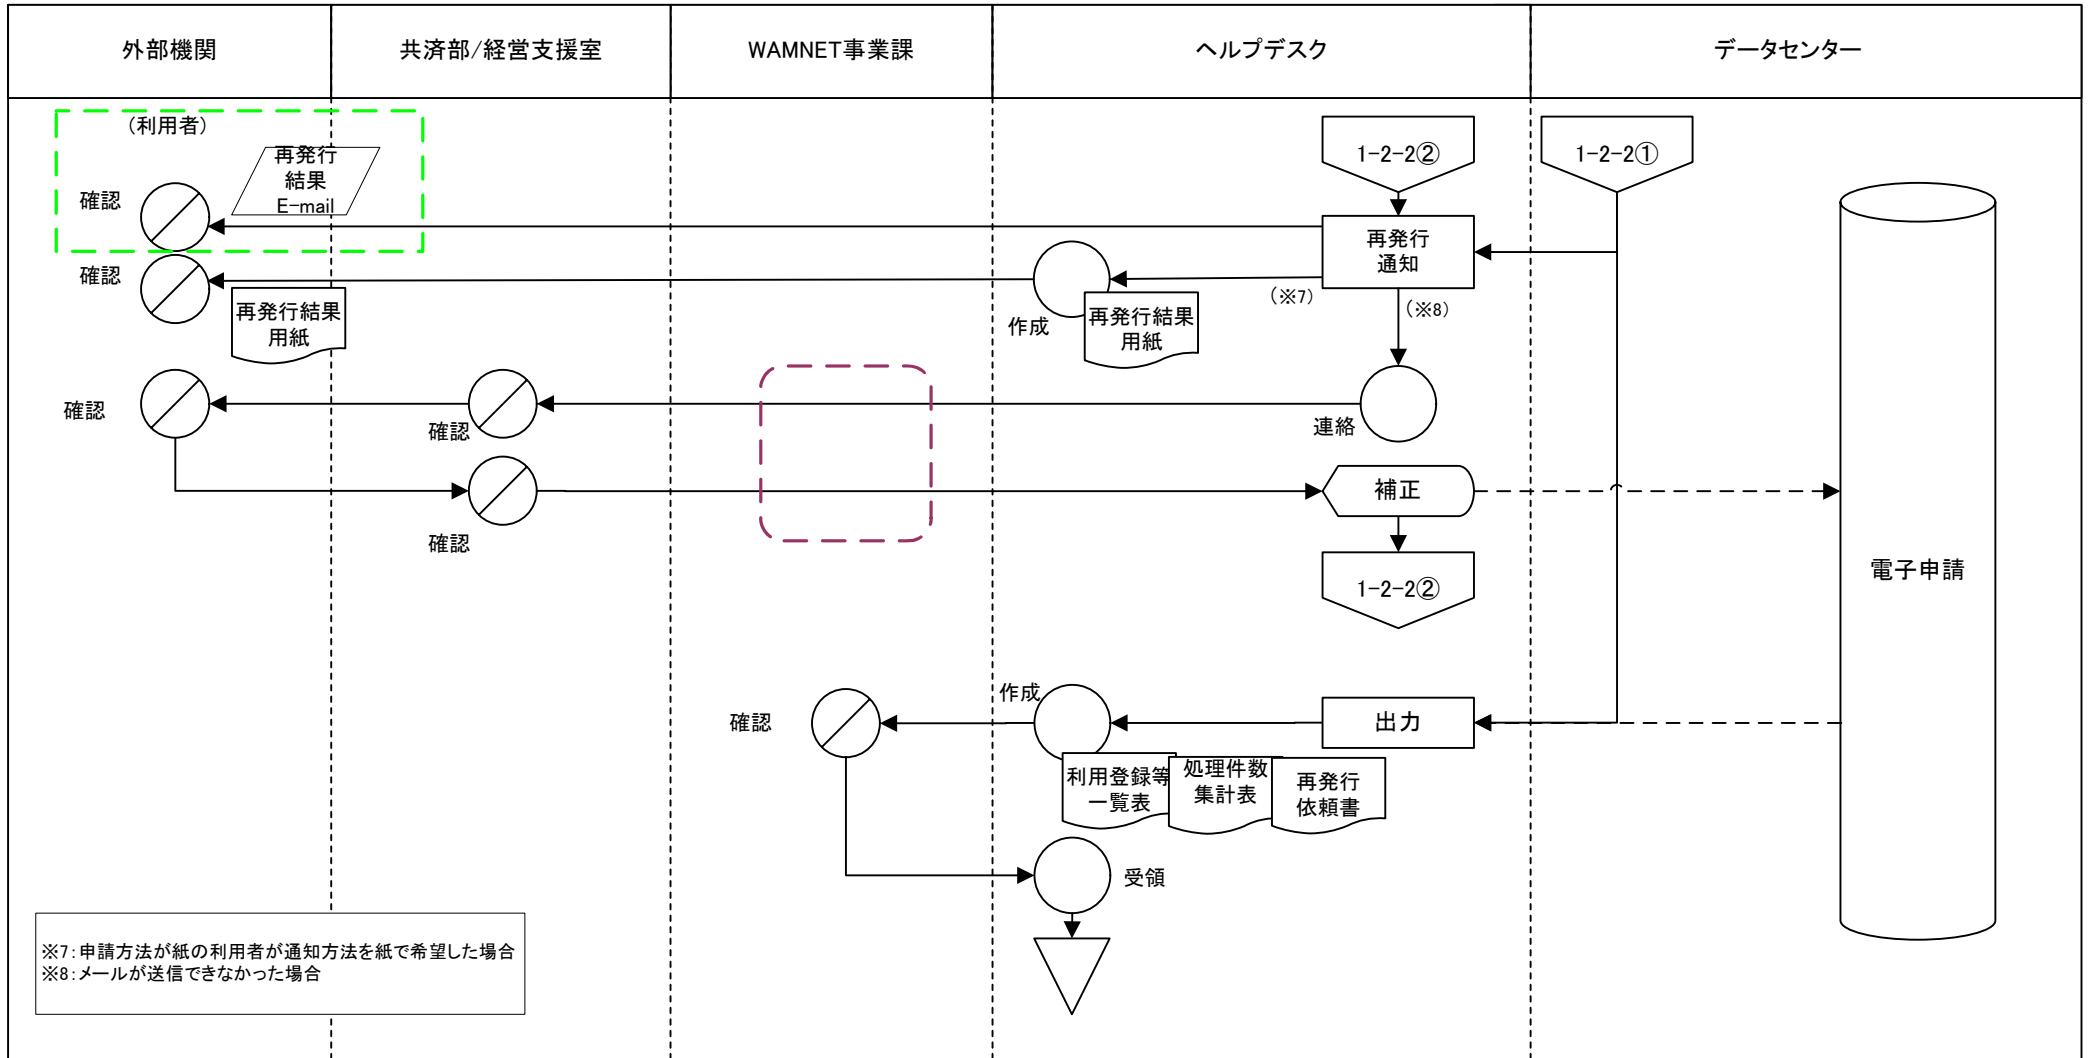 外部機関
共済部/経営支援室
WAMNET事業課
ヘルプデスク
データセンター
(利用者)
再発行
結果
E-mail
確認
1-2-2②
1-2-2①
再発行
通知
確認
再発行結果
用紙
作成
再発行結果
用紙
(※7)
(※8)
確認
確認
連絡
確認
補正
1-2-2②
電子申請
確認
作成
出力
利用登録等
一覧表
処理件数
集計表
再発行
依頼書
受領
※7:申請方法が紙の利用者が通知方法を紙で希望した場合
※8:メールが送信できなかった場合